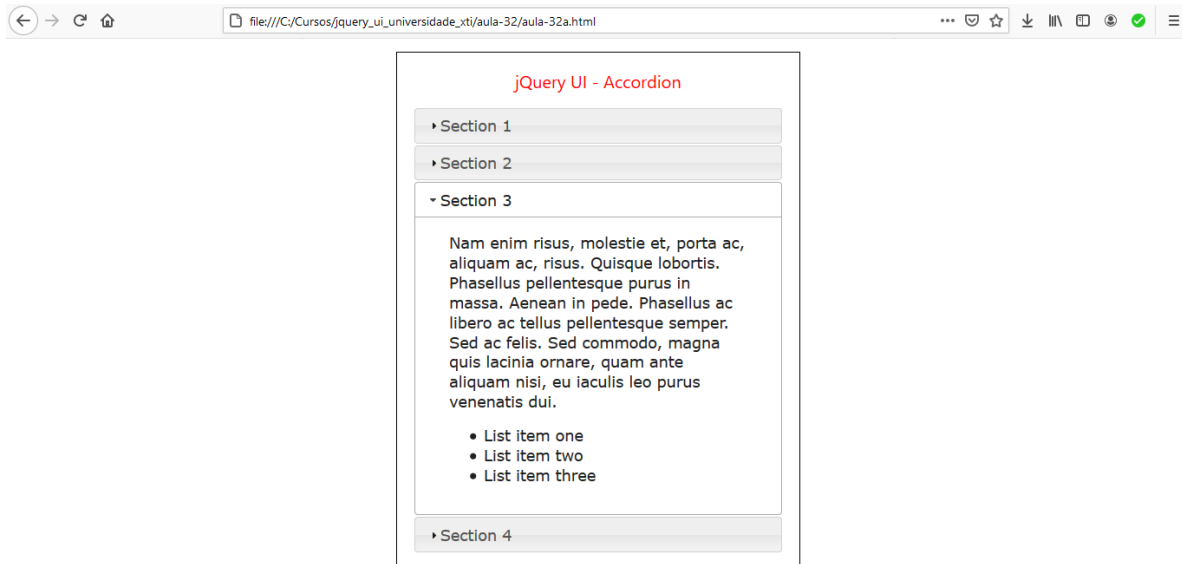 file:///C:/Cursos/jquery_ui_universidade_xti/aula-32/aula-32a.html
jQuery UI - Accordion
Section 1
Section 2
Section 3
Nam enim risus, molestie et, porta ac,
aliquam ac, risus. Quisque lobortis.
Phasellus pellentesque purus in
massa. Aenean in pede. Phasellus ac
libero ac tellus pellentesque semper.
Sed ac felis. Sed commodo, magna
quis lacinia ornare, quam ante
aliquam nisi, eu iaculis leo purus
venenatis dui.
• List item one
• List item two
• List item three
Section 4